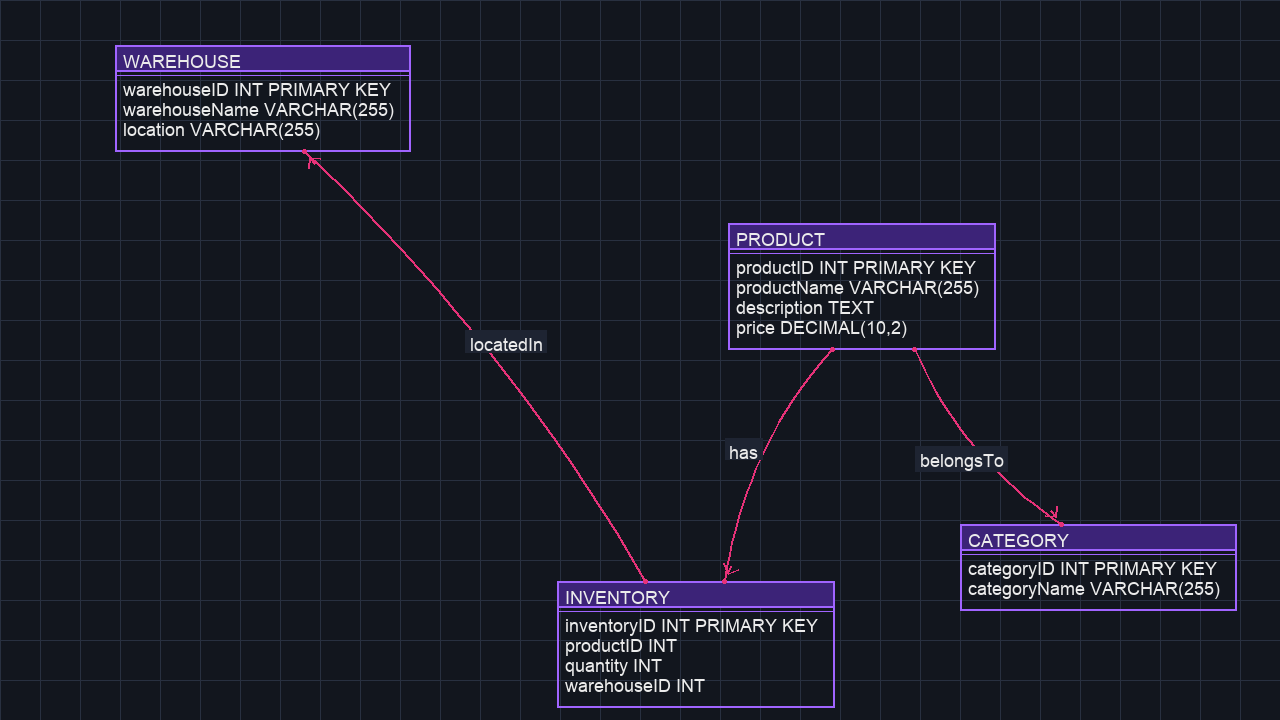 WAREHOUSE
warehouseID INT PRIMARY KEY
warehouseName VARCHAR(255)
location VARCHAR(255)
PRODUCT
productID INT PRIMARY KEY
productName VARCHAR(255)
description TEXT
price DECIMAL(10,2)
locatedIn
has
belongsTo
CATEGORY
categoryID INT PRIMARY KEY
categoryName VARCHAR(255)
INVENTORY
inventoryID INT PRIMARY KEY
productID INT
quantity INT
warehouseID INT